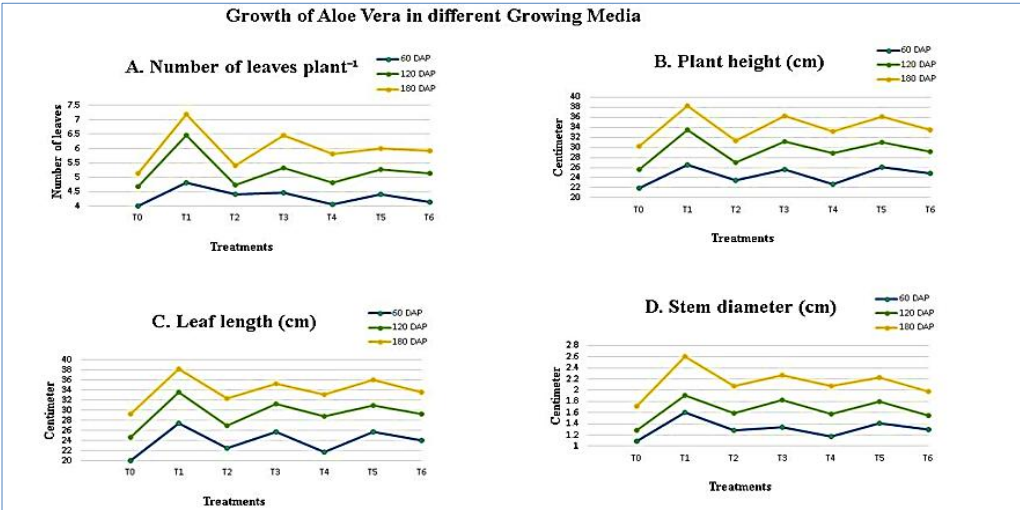 Growth of Aloe Vera in different Growing Media
A. Number of leaves plant⁻¹
60 DAP
120 DAP
180 DAP
Number of leaves
7.5
7
6.5
6
5.5
5
4.5
4
T0 T1 T2 T3 T4 T5 T6
Treatments
B. Plant height (cm)
60 DAP
120 DAP
180 DAP
Centimeter
40
38
36
34
32
30
28
26
24
22
20
T0 T1 T2 T3 T4 T5 T6
Treatments
C. Leaf length (cm)
60 DAP
120 DAP
180 DAP
Centimeter
40
38
36
34
32
30
28
26
24
22
20
T0 T1 T2 T3 T4 T5 T6
Treatments
D. Stem diameter (cm)
60 DAP
120 DAP
180 DAP
Centimeter
2.8
2.6
2.4
2.2
2
1.8
1.6
1.4
1.2
1
T0 T1 T2 T3 T4 T5 T6
Treatments